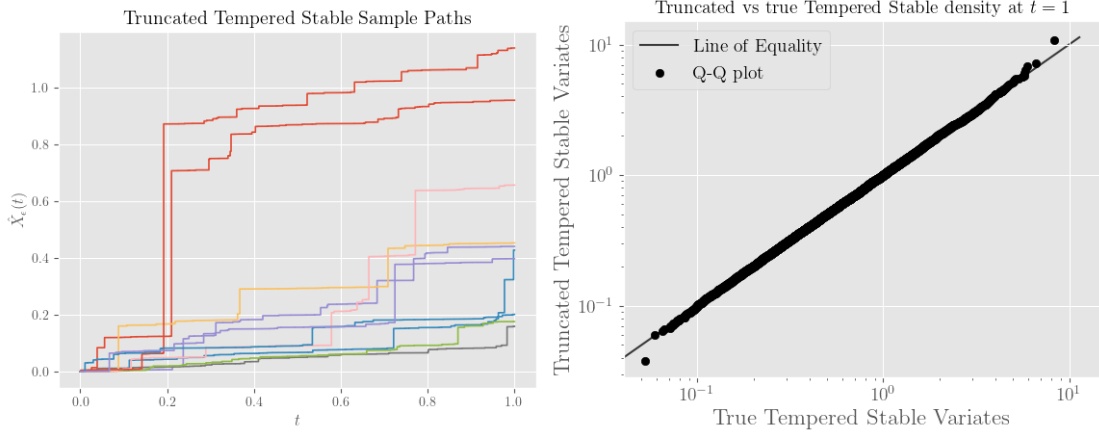 Truncated Tempered Stable Sample Paths
1.0
0.8
0.6
0.4
0.2
0.0
X̂ϵ(t)
0.0 0.2 0.4 0.6 0.8 1.0
t
Truncated vs true Tempered Stable density at t = 1
Line of Equality
Q-Q plot
10¹
10⁰
10⁻¹
Truncated Tempered Stable Variates
10⁻¹ 10⁰ 10¹
True Tempered Stable Variates